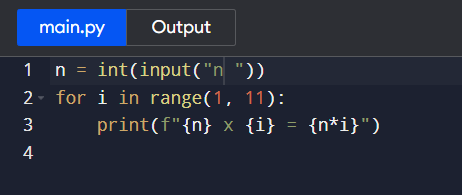 main.py Output
1 n = int(input("n "))
2 for i in range(1, 11):
3     print(f"{n} x {i} = {n*i}")
4